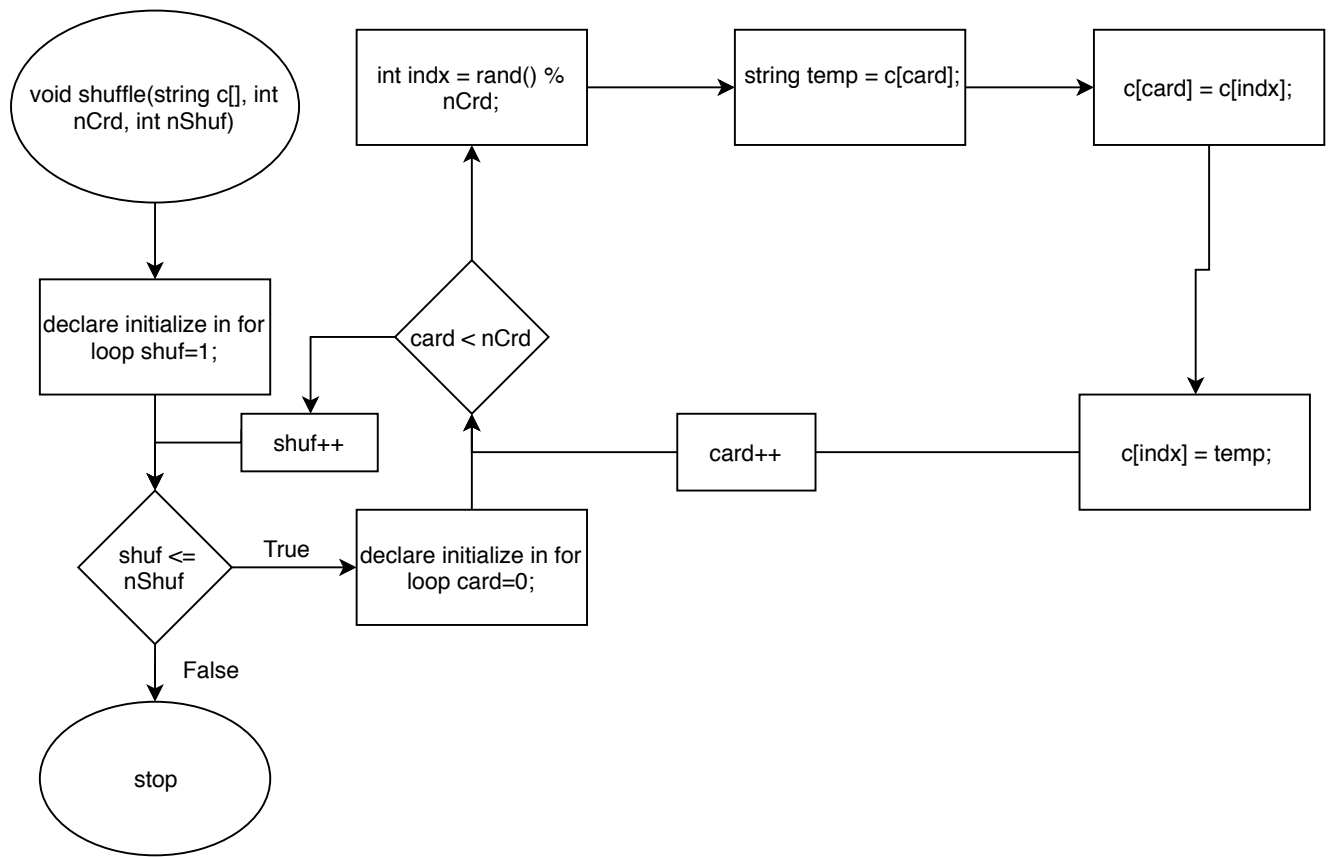 void shuffle(string c[], int
nCrd, int nShuf)
int indx = rand() %
nCrd;
string temp = c[card];
c[card] = c[indx];
declare initialize in for
loop shuf=1;
card < nCrd
shuf++
card++
c[indx] = temp;
shuf <=
nShuf
True
declare initialize in for
loop card=0;
False
stop